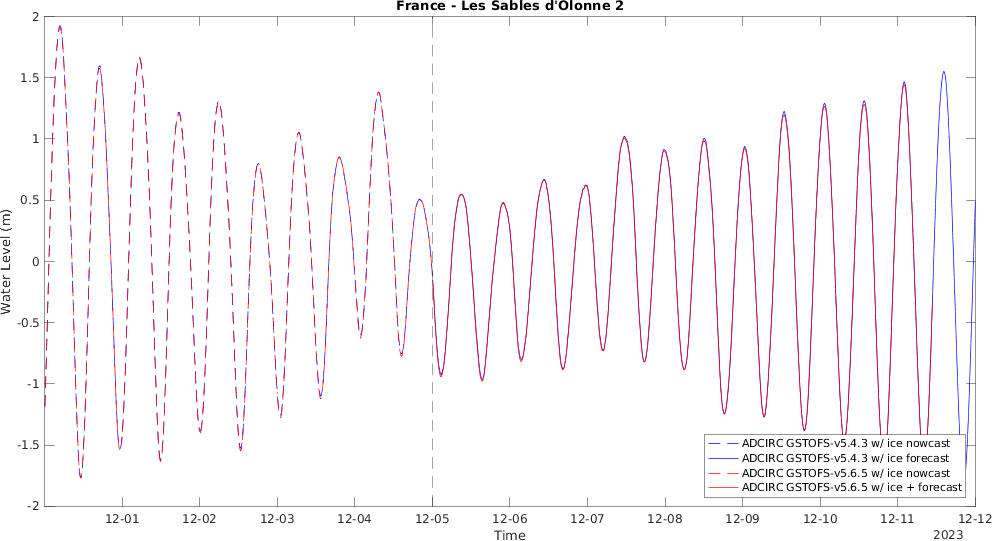 France - Les Sables d'Olonne 2
2
1.5
1
0.5
0
-0.5
-1
-1.5
-2
Water Level (m)
ADCIRC GSTOFS-v5.4.3 w/ ice nowcast
ADCIRC GSTOFS-v5.4.3 w/ ice forecast
ADCIRC GSTOFS-v5.6.5 w/ ice nowcast
ADCIRC GSTOFS-v5.6.5 w/ ice + forecast
12-01 12-02 12-03 12-04 12-05 12-06 12-07 12-08 12-09 12-10 12-11 12-12
Time
2023